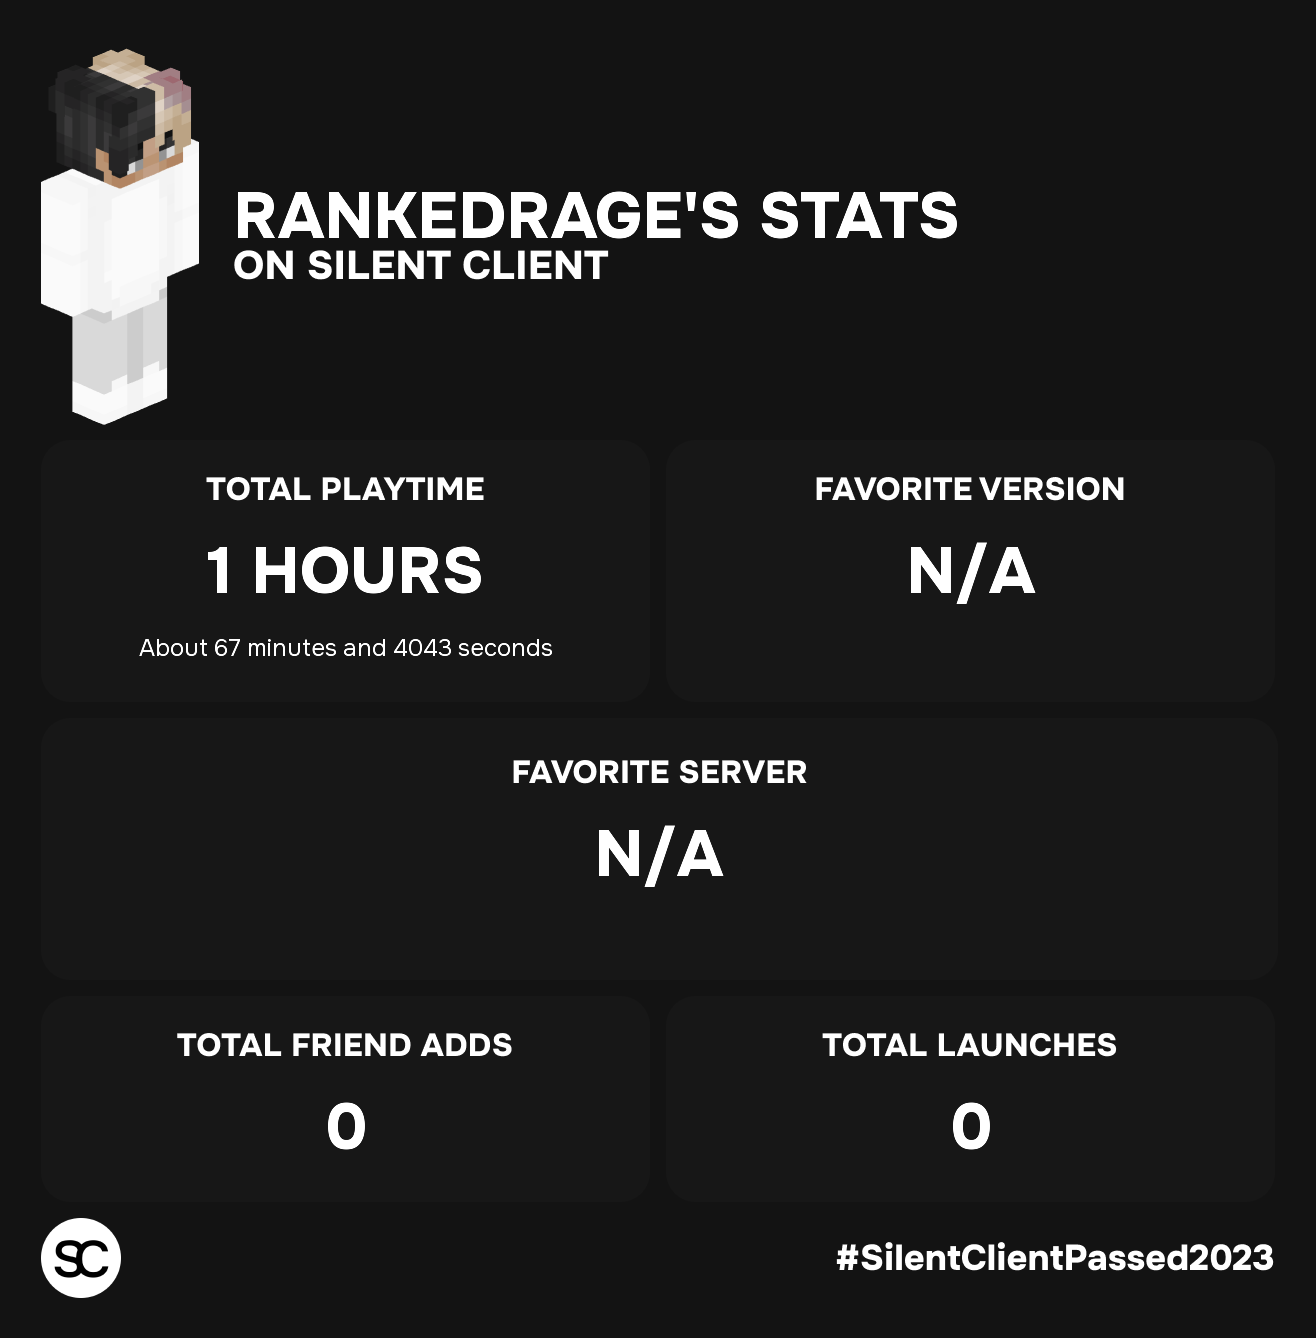 RANKEDRAGE'S STATS
ON SILENT CLIENT
TOTAL PLAYTIME
1 HOURS
About 67 minutes and 4043 seconds
FAVORITE VERSION
N/A
FAVORITE SERVER
N/A
TOTAL FRIEND ADDS
0
TOTAL LAUNCHES
0
SC
#SilentClientPassed2023